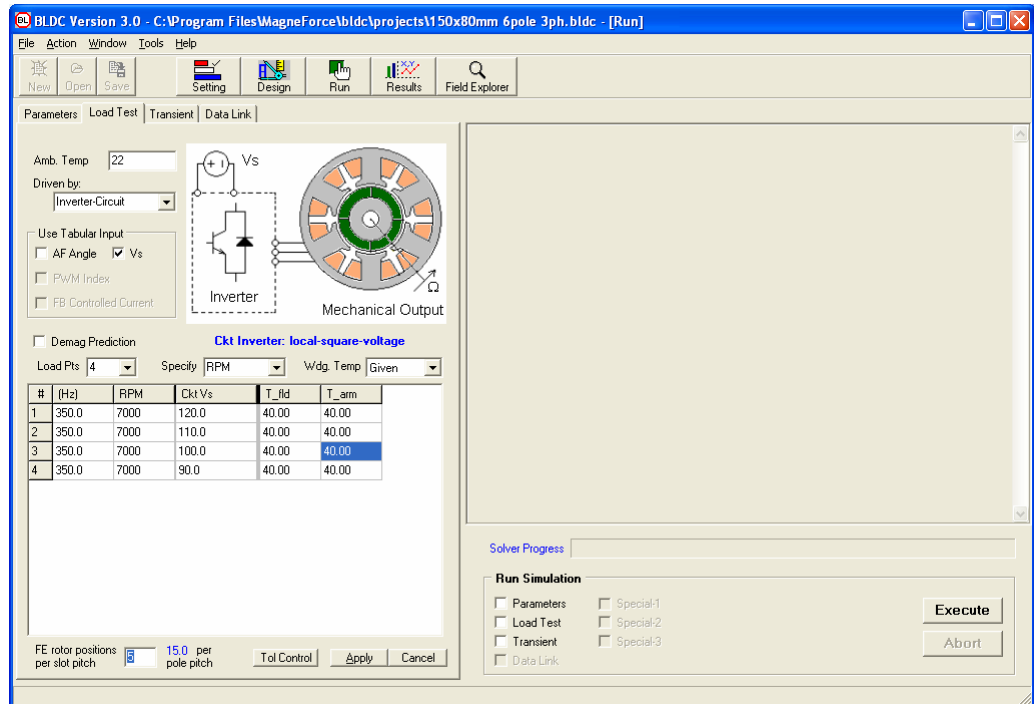 BLDC Version 3.0 - C:\Program Files\MagneForce\bldc\projects\150x80mm 6pole 3ph.bldc - [Run]
File Action Window Tools Help
New Open Save Setting Design Run Results Field Explorer
Parameters Load Test Transient Data Link
Amb. Temp 22
Driven by:
Inverter-Circuit
Use Tabular Input
AF Angle Vs
PWM Index
FB Controlled Current
Vs
Inverter
Ω
Mechanical Output
Demag Prediction
Ckt Inverter: local-square-voltage
Load Pts 4 Specify RPM Wdg. Temp Given
# (Hz) RPM Ckt Vs T_fld T_arm
1 350.0 7000 120.0 40.00 40.00
2 350.0 7000 110.0 40.00 40.00
3 350.0 7000 100.0 40.00 40.00
4 350.0 7000 90.0 40.00 40.00
FE rotor positions
per slot pitch
5
15.0 per
pole pitch
Tol Control Apply Cancel
Solver Progress
Run Simulation
Parameters Special-1
Load Test Special-2
Transient Special-3
Data Link
Execute
Abort